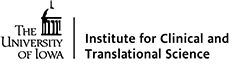 THE
UNIVERSITY
OF IOWA
Institute for Clinical and
Translational Science